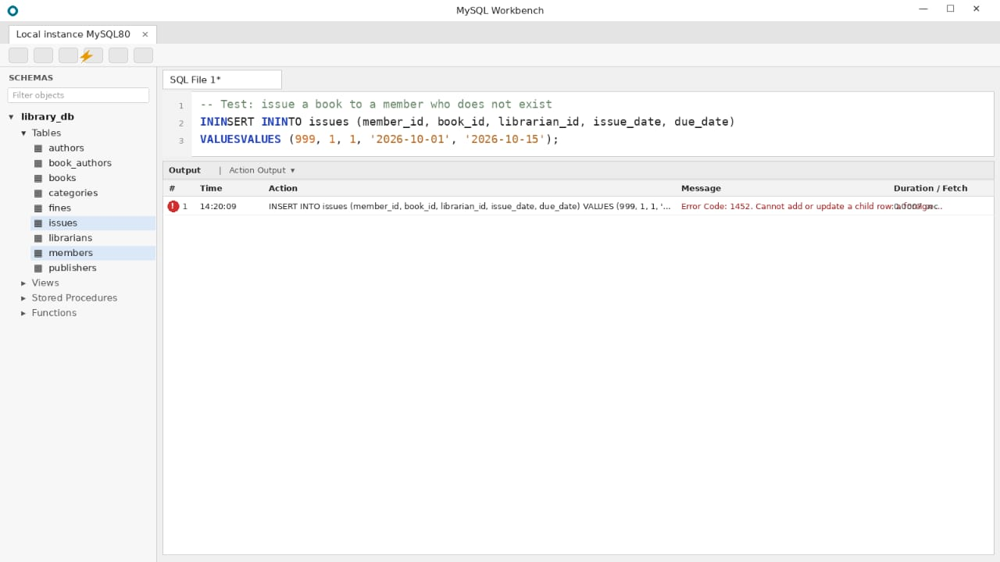 MySQL Workbench
Local instance MySQL80
SCHEMAS
Filter objects
library_db
Tables
authors
book_authors
books
categories
fines
issues
librarians
members
publishers
Views
Stored Procedures
Functions
SQL File 1*
1 -- Test: issue a book to a member who does not exist
2 ININSERT ININTO issues (member_id, book_id, librarian_id, issue_date, due_date)
3 VALUESVALUES (999, 1, 1, '2026-10-01', '2026-10-15');
Output | Action Output
# Time Action Message Duration / Fetch
1 14:20:09 INSERT INTO issues (member_id, book_id, librarian_id, issue_date, due_date) VALUES (999, 1, 1, '... Error Code: 1452. Cannot add or update a child row: